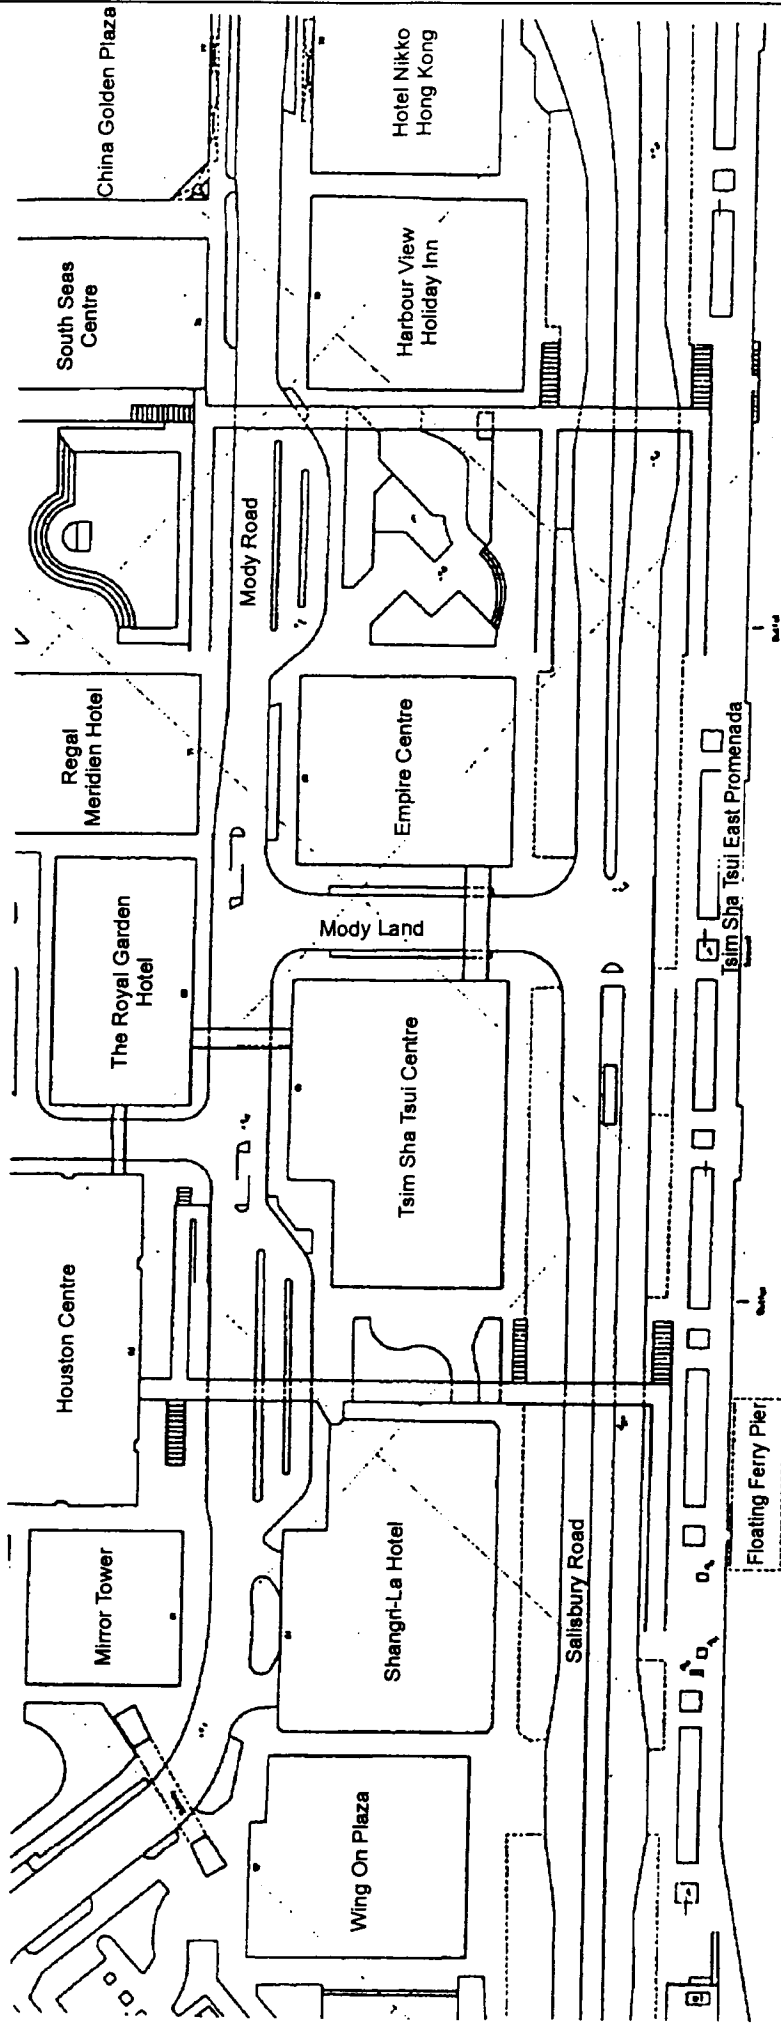 China Golden Plaza
Hotel Nikko
Hong Kong
South Seas
Centre
Harbour View
Holiday Inn
Mody Road
Regal
Meridien Hotel
Empire Centre
Tsim Sha Tsui East Promenada
Mody Land
The Royal Garden
Hotel
Tsim Sha Tsui Centre
Houston Centre
Floating Ferry Pier
Mirror Tower
Shangri-La Hotel
Salisbury Road
Wing On Plaza